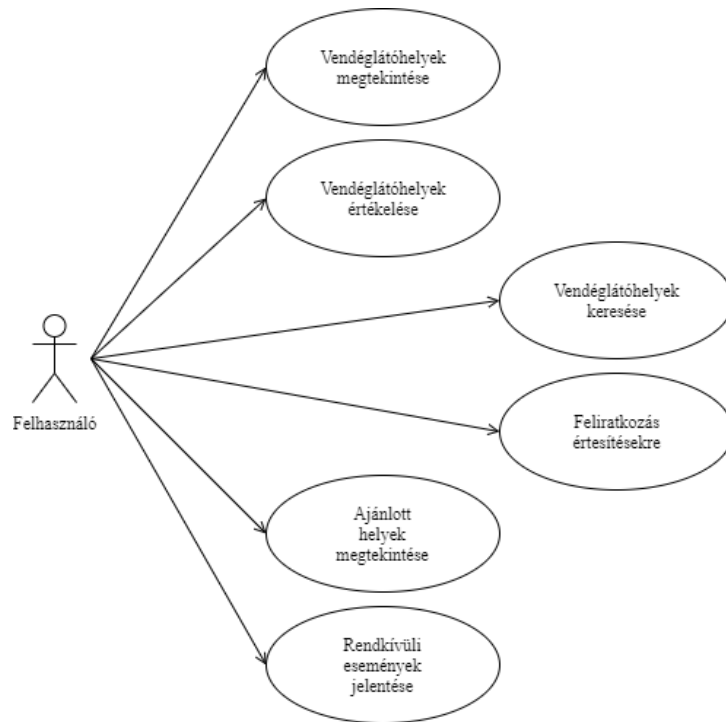 Vendéglátóhelyek
megtekintése
Vendéglátóhelyek
értékelése
Vendéglátóhelyek
keresése
Felhasználó
Feliratkozás
értesítésekre
Ajánlott
helyek
megtekintése
Rendkívüli
események
jelentése